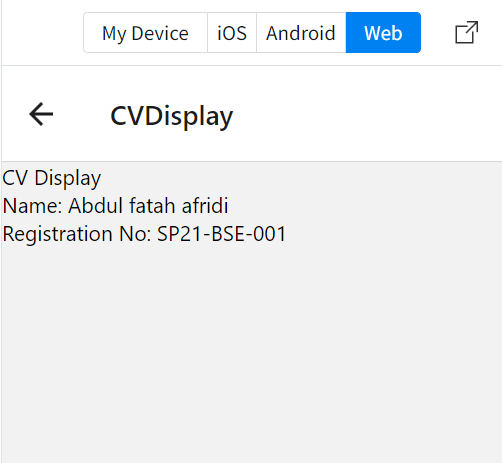 My Device iOS Android Web
CVDisplay
CV Display
Name: Abdul fatah afridi
Registration No: SP21-BSE-001